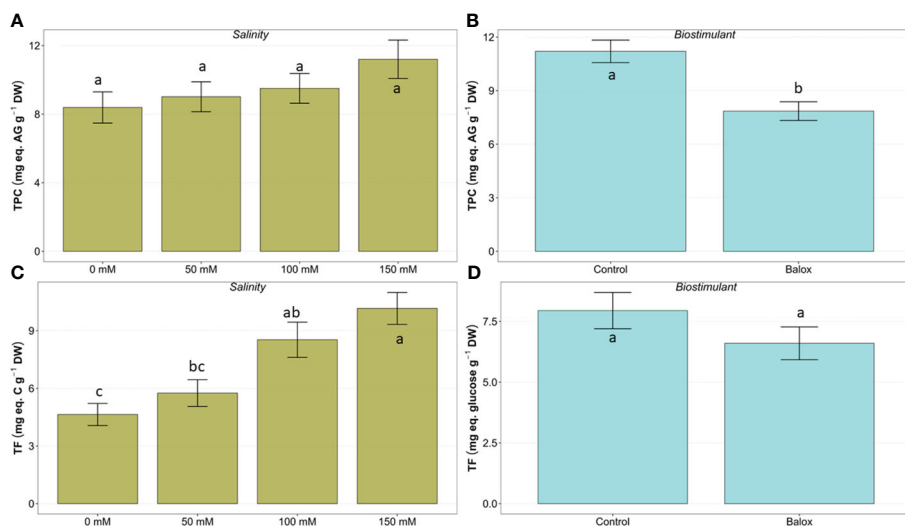 A
Salinity
TPC (mg eq. AG g⁻¹ DW)
12
8
4
0
a
a
a
a
0 mM
50 mM
100 mM
150 mM
B
Biostimulant
TPC (mg eq. AG g⁻¹ DW)
12
9
6
3
0
a
b
Control
Balox
C
Salinity
TF (mg eq. C g⁻¹ DW)
9
6
3
0
c
bc
ab
a
0 mM
50 mM
100 mM
150 mM
D
Biostimulant
TF (mg eq. glucose g⁻¹ DW)
7.5
5.0
2.5
0.0
a
a
Control
Balox